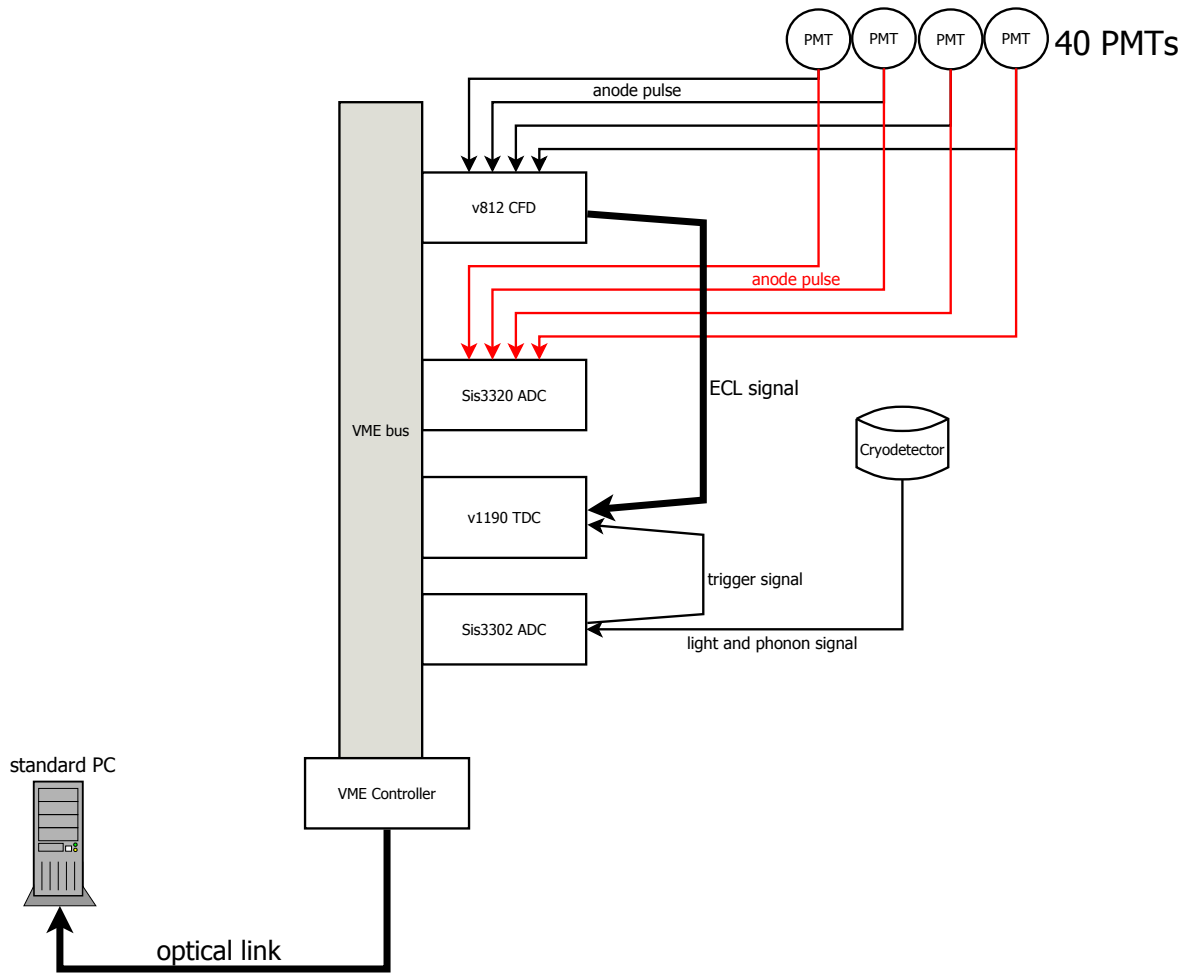 PMT
PMT
PMT
PMT
40 PMTs
anode pulse
v812 CFD
anode pulse
Sis3320 ADC
ECL signal
VME bus
Cryodetector
v1190 TDC
trigger signal
Sis3302 ADC
light and phonon signal
standard PC
VME Controller
optical link